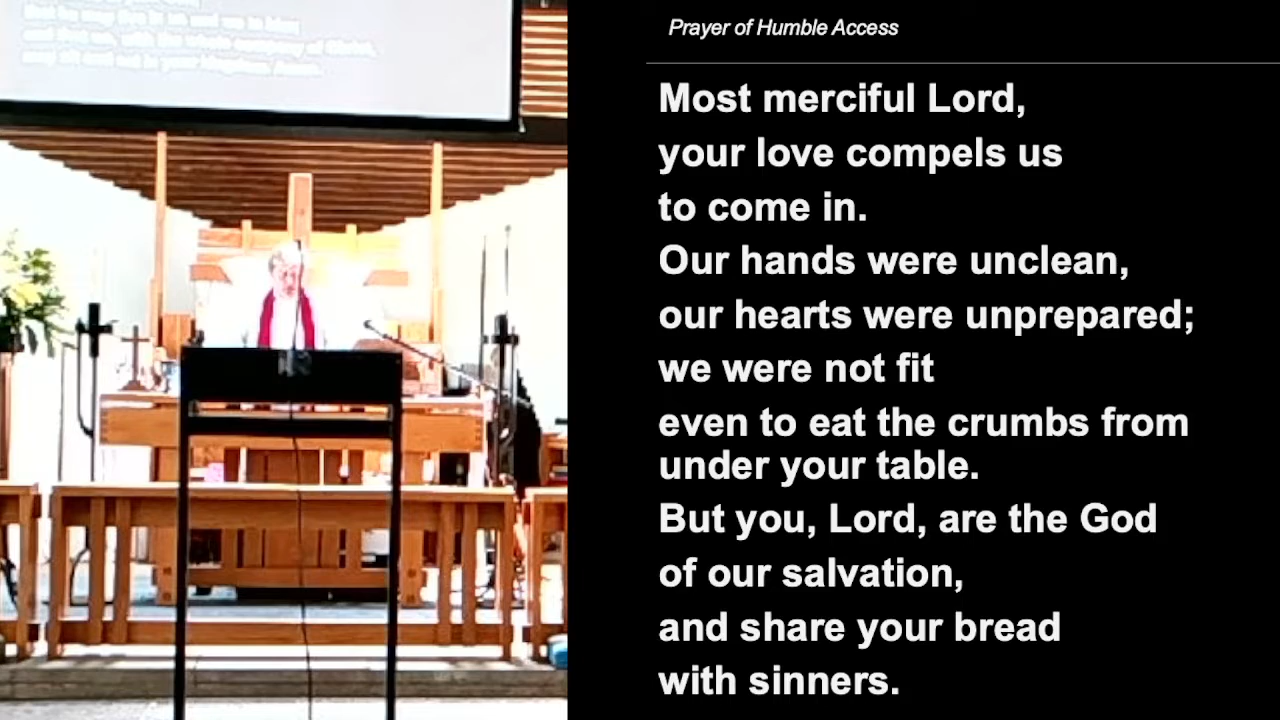 Prayer of Humble Access
Most merciful Lord,
your love compels us
to come in.
Our hands were unclean,
our hearts were unprepared;
we were not fit
even to eat the crumbs from
under your table.
But you, Lord, are the God
of our salvation,
and share your bread
with sinners.